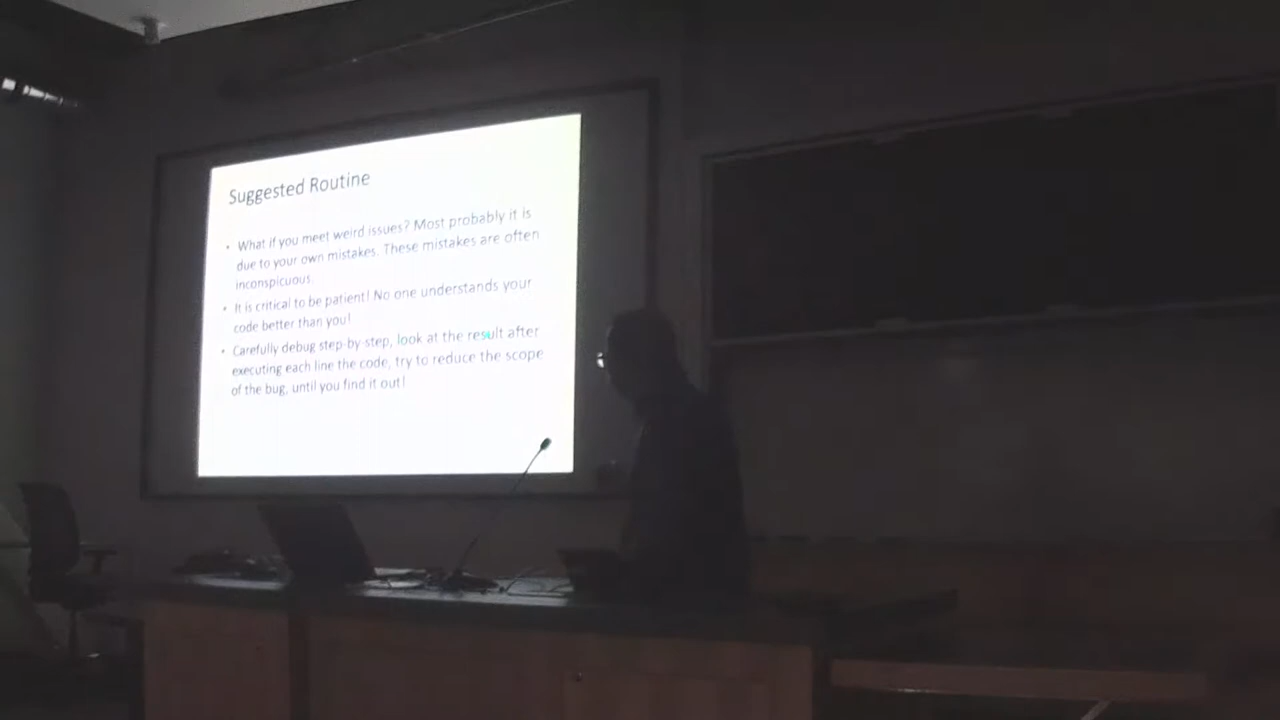 Suggested Routine
• What if you meet weird issues? Most probably it is
due to your own mistakes. These mistakes are often
inconspicuous.
• It is critical to be patient! No one understands your
code better than you!
• Carefully debug step-by-step, look at the result after
executing each line the code, try to reduce the scope
of the bug, until you find it out!